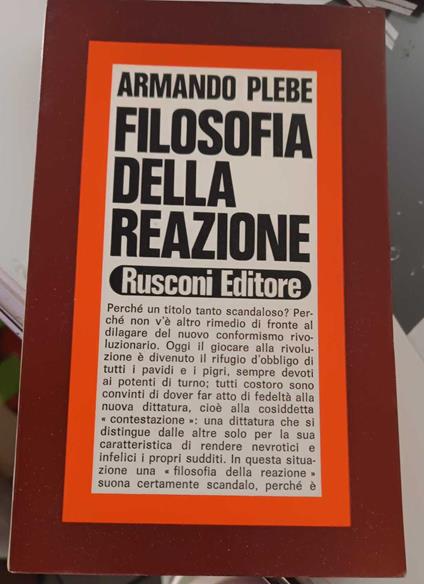 ARMANDO PLEBE
FILOSOFIA
DELLA
REAZIONE
Rusconi Editore
Perché un titolo tanto scandaloso? Per-
ché non v'è altro rimedio di fronte al
dilagare del nuovo conformismo rivo-
luzionario. Oggi il giocare alla rivolu-
zione è divenuto il rifugio d'obbligo di
tutti i pavidi e i pigri, sempre devoti
ai potenti di turno; tutti costoro sono
convinti di dover far atto di fedeltà alla
nuova dittatura, cioè alla cosiddetta
« contestazione »: una dittatura che si
distingue dalle altre solo per la sua
caratteristica di rendere nevrotici e
infelici i propri sudditi. In questa situa-
zione una « filosofia della reazione »
suona certamente scandalo, perché è